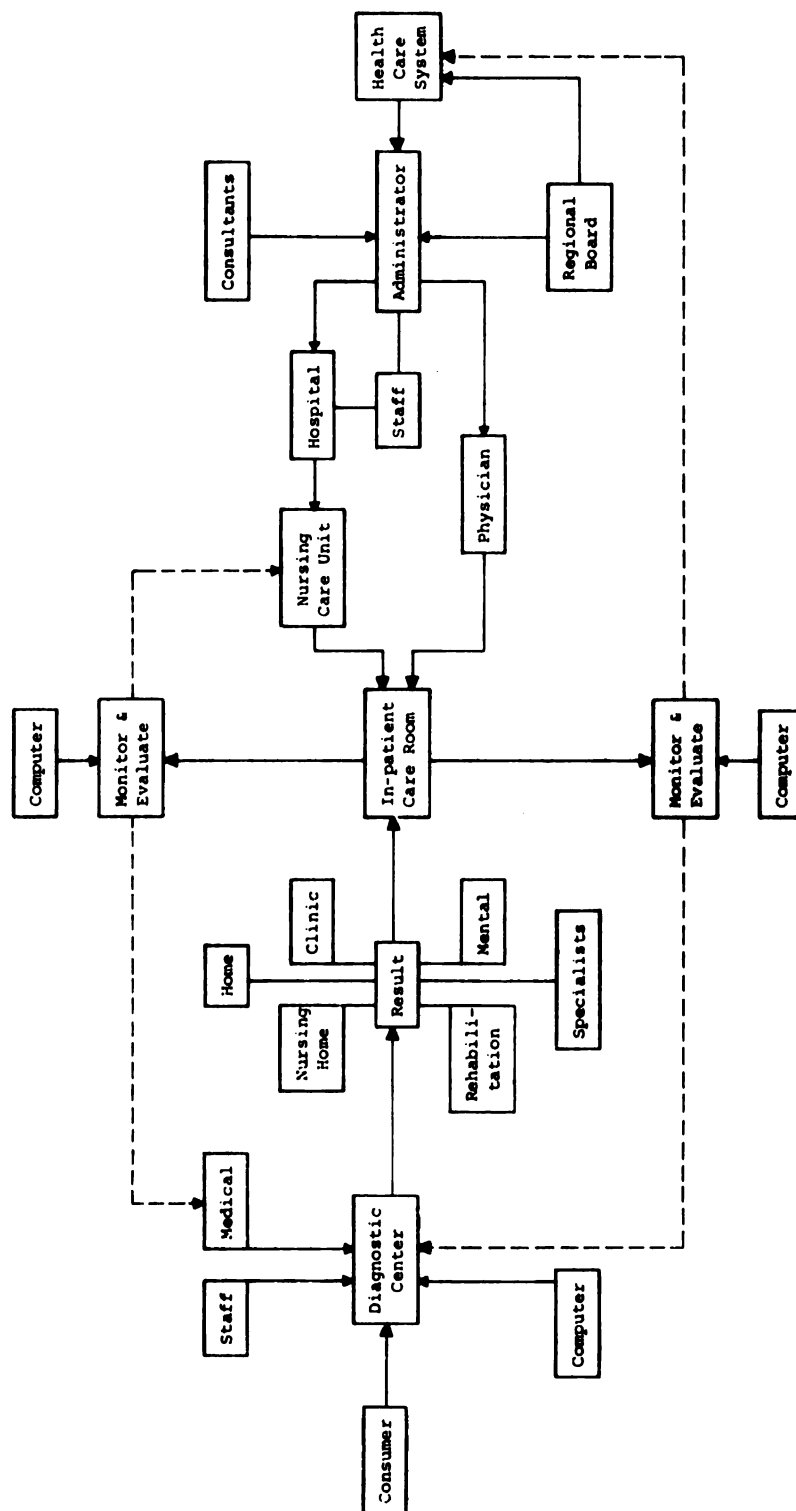 Consumer
Staff
Medical
Diagnostic
Center
Computer
Nursing
Home
Home
Clinic
Result
Rehabili-
tation
Specialists
Mental
Computer
Monitor &
Evaluate
In-patient
Care Room
Monitor &
Evaluate
Computer
Nursing
Care Unit
Hospital
Staff
Physician
Consultants
Administrator
Regional
Board
Health
Care
System